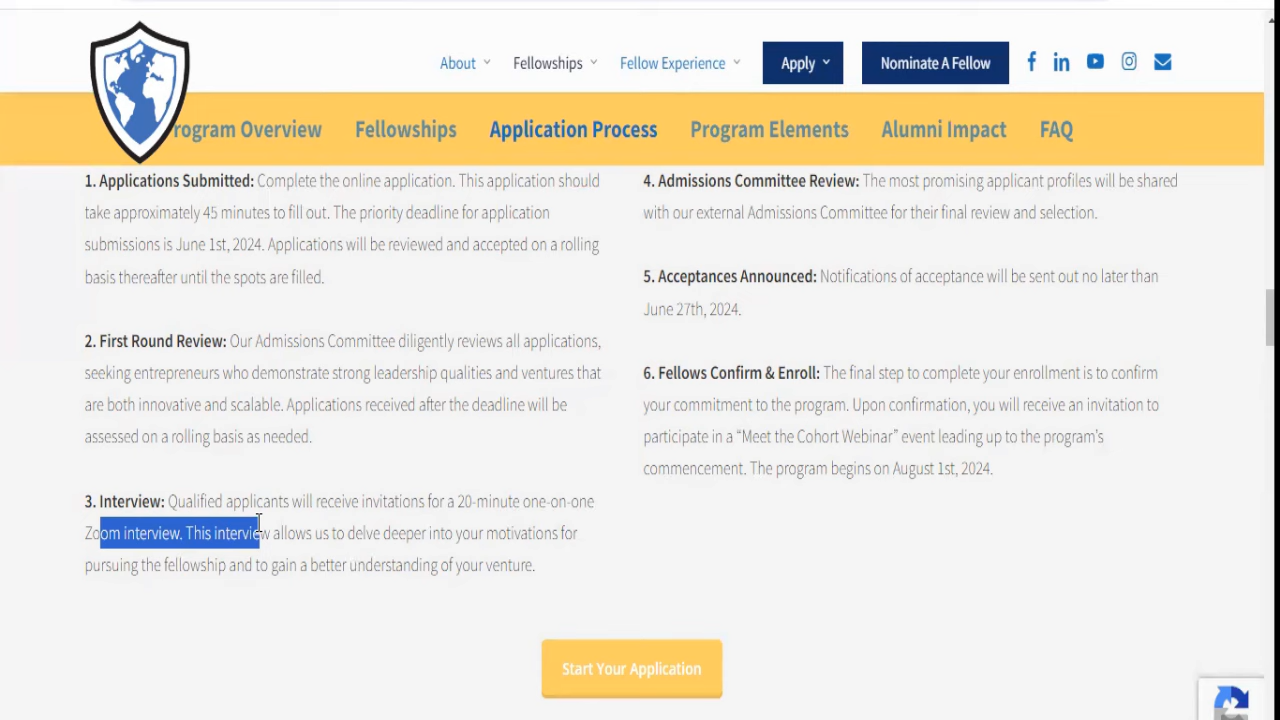 About
Fellowships
Fellow Experience
Apply
Nominate A Fellow
rogram Overview
Fellowships
Application Process
Program Elements
Alumni Impact
FAQ
1. Applications Submitted: Complete the online application. This application should
take approximately 45 minutes to fill out. The priority deadline for application
submissions is June 1st, 2024. Applications will be reviewed and accepted on a rolling
basis thereafter until the spots are filled.
2. First Round Review: Our Admissions Committee diligently reviews all applications,
seeking entrepreneurs who demonstrate strong leadership qualities and ventures that
are both innovative and scalable. Applications received after the deadline will be
assessed on a rolling basis as needed.
3. Interview: Qualified applicants will receive invitations for a 20-minute one-on-one
Zoom interview. This interview allows us to delve deeper into your motivations for
pursuing the fellowship and to gain a better understanding of your venture.
4. Admissions Committee Review: The most promising applicant profiles will be shared
with our external Admissions Committee for their final review and selection.
5. Acceptances Announced: Notifications of acceptance will be sent out no later than
June 27th, 2024.
6. Fellows Confirm & Enroll: The final step to complete your enrollment is to confirm
your commitment to the program. Upon confirmation, you will receive an invitation to
participate in a “Meet the Cohort Webinar” event leading up to the program's
commencement. The program begins on August 1st, 2024.
Start Your Application